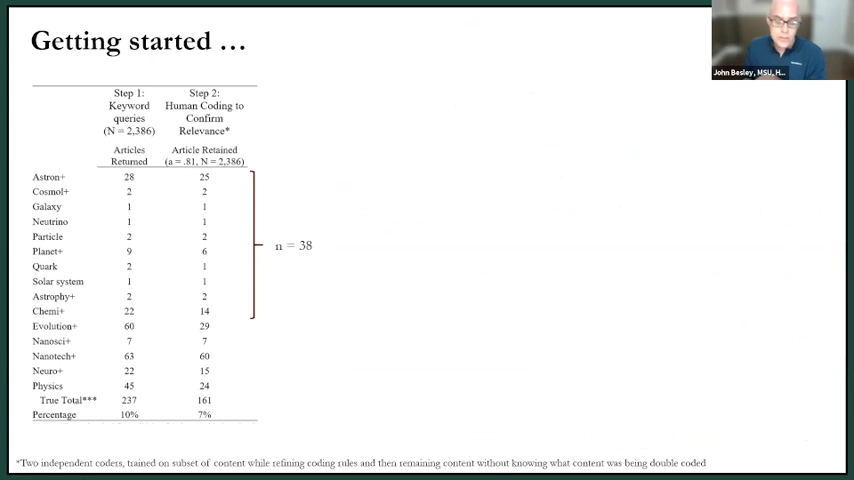 Getting started …
John Besley, MSU, H...
Step 1: Keyword queries (N = 2,386)
Step 2: Human Coding to Confirm Relevance*
Articles Returned
Article Retained (a = .81, N = 2,386)
Astron+ 28 25
Cosmol+ 2 2
Galaxy 1 1
Neutrino 1 1
Particle 2 2
Planet+ 9 6
Quark 2 1
Solar system 1 1
Astrophy+ 2 2
Chemi+ 22 14
Evolution+ 60 29
Nanosci+ 7 7
Nanotech+ 63 60
Neuro+ 22 15
Physics 45 24
True Total*** 237 161
Percentage 10% 7%
n = 38
*Two independent coders, trained on subset of content while refining coding rules and then remaining content without knowing what content was being double coded